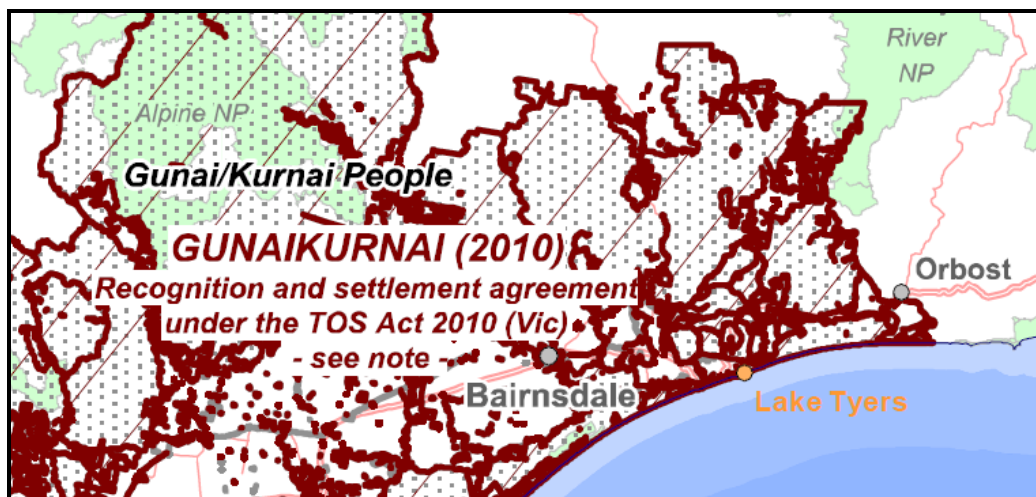 River
NP
Alpine NP
Gunai/Kurnai People
GUNAIKURNAI (2010)
Recognition and settlement agreement
under the TOS Act 2010 (Vic)
- see note -
Orbost
Bairnsdale
Lake Tyers